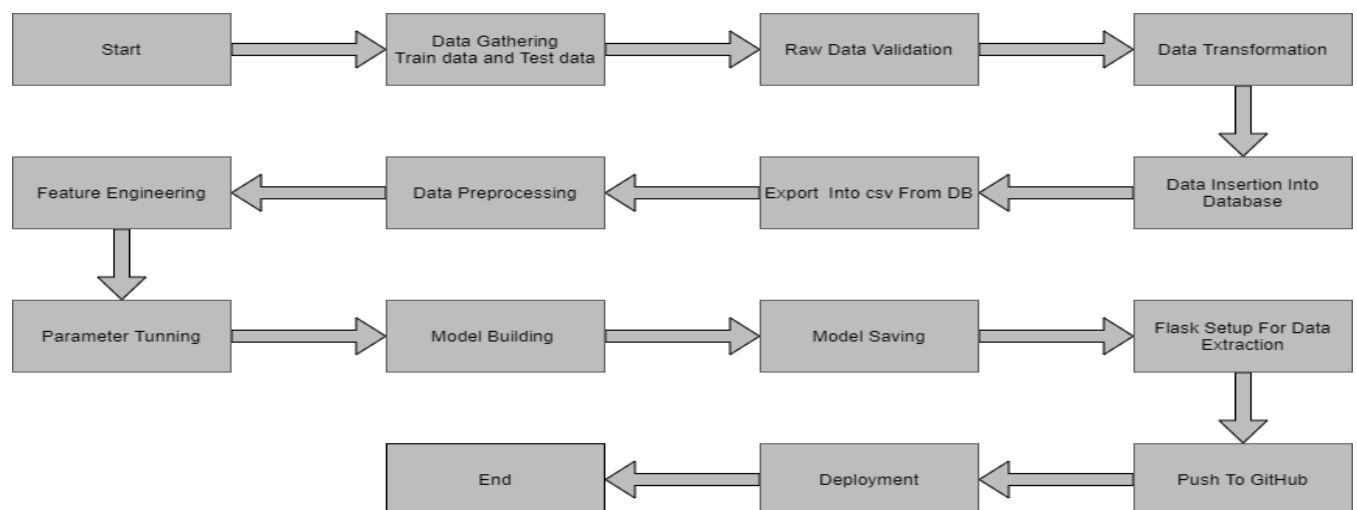 Start
Data Gathering
Train data and Test data
Raw Data Validation
Data Transformation
Data Insertion Into
Database
Export Into csv From DB
Data Preprocessing
Feature Engineering
Parameter Tunning
Model Building
Model Saving
Flask Setup For Data
Extraction
Push To GitHub
Deployment
End